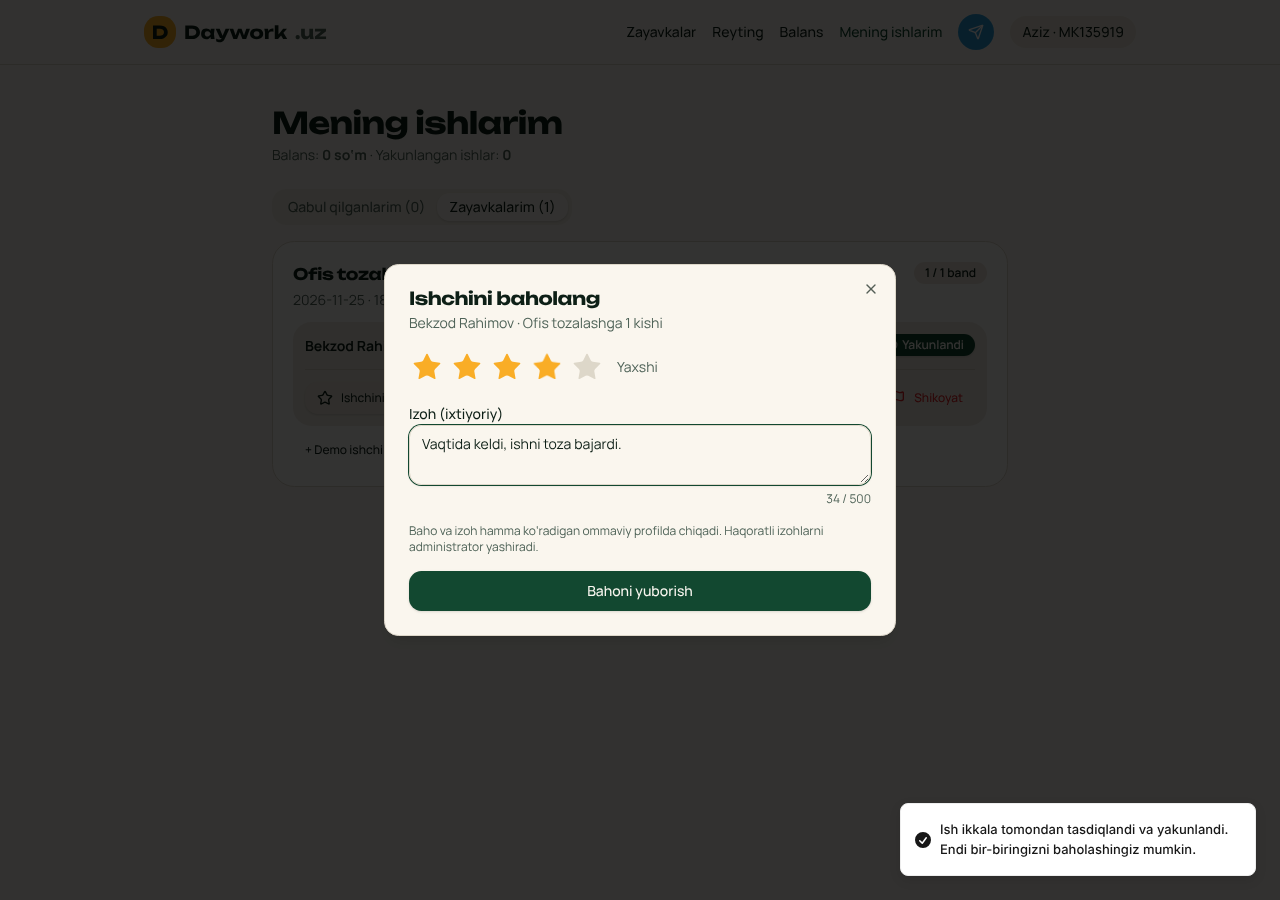 D Daywork .uz
Zayavkalar Reyting Balans Mening ishlarim Aziz · MK135919
Mening ishlarim
Balans: 0 so'm · Yakunlangan ishlar: 0
Qabul qilganlarim (0) Zayavkalarim (1)
1 / 1 band
2026-11-25 · 18
Yakunlandi
Shikoyat
Ishchini baholang
Bekzod Rahimov · Ofis tozalashga 1 kishi
Yaxshi
Izoh (ixtiyoriy)
Vaqtida keldi, ishni toza bajardi.
34 / 500
Baho va izoh hamma ko'radigan ommaviy profilda chiqadi. Haqoratli izohlarni
administrator yashiradi.
Bahoni yuborish
Ish ikkala tomondan tasdiqlandi va yakunlandi.
Endi bir-biringizni baholashingiz mumkin.